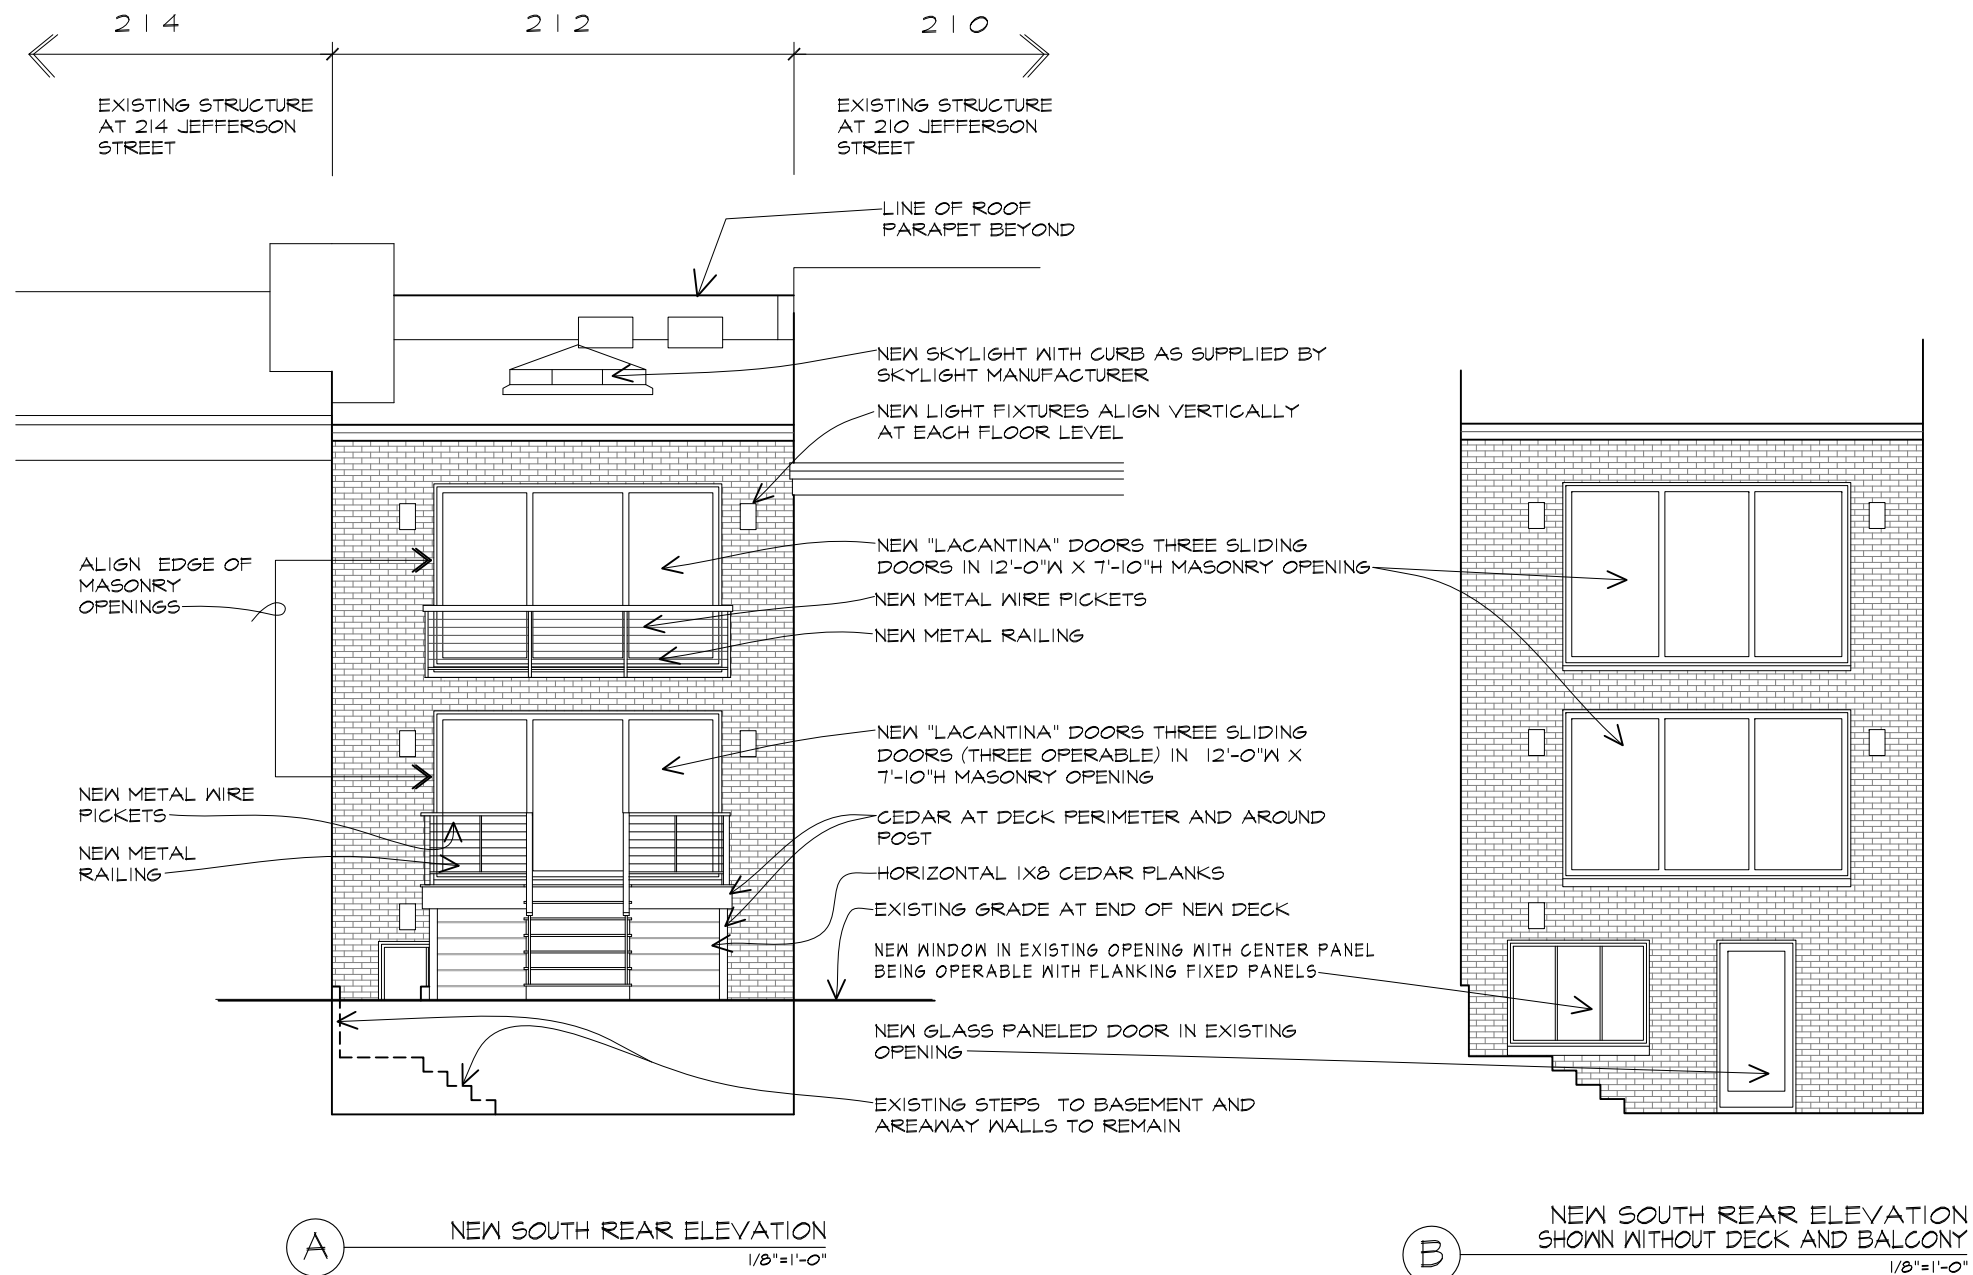 214
212
210
EXISTING STRUCTURE
AT 214 JEFFERSON
STREET
EXISTING STRUCTURE
AT 210 JEFFERSON
STREET
LINE OF ROOF
PARAPET BEYOND
NEW SKYLIGHT WITH CURB AS SUPPLIED BY
SKYLIGHT MANUFACTURER
NEW LIGHT FIXTURES ALIGN VERTICALLY
AT EACH FLOOR LEVEL
ALIGN EDGE OF
MASONRY
OPENINGS
NEW "LACANTINA" DOORS THREE SLIDING
DOORS IN 12'-0"W X 7'-10"H MASONRY OPENING
NEW METAL WIRE PICKETS
NEW METAL RAILING
NEW "LACANTINA" DOORS THREE SLIDING
DOORS (THREE OPERABLE) IN 12'-0"W X
7'-10"H MASONRY OPENING
NEW METAL WIRE
PICKETS
NEW METAL
RAILING
CEDAR AT DECK PERIMETER AND AROUND
POST
HORIZONTAL 1X8 CEDAR PLANKS
EXISTING GRADE AT END OF NEW DECK
NEW WINDOW IN EXISTING OPENING WITH CENTER PANEL
BEING OPERABLE WITH FLANKING FIXED PANELS
NEW GLASS PANELED DOOR IN EXISTING
OPENING
EXISTING STEPS TO BASEMENT AND
AREAWAY WALLS TO REMAIN
A
NEW SOUTH REAR ELEVATION
1/8"=1'-0"
B
NEW SOUTH REAR ELEVATION
SHOWN WITHOUT DECK AND BALCONY
1/8"=1'-0"